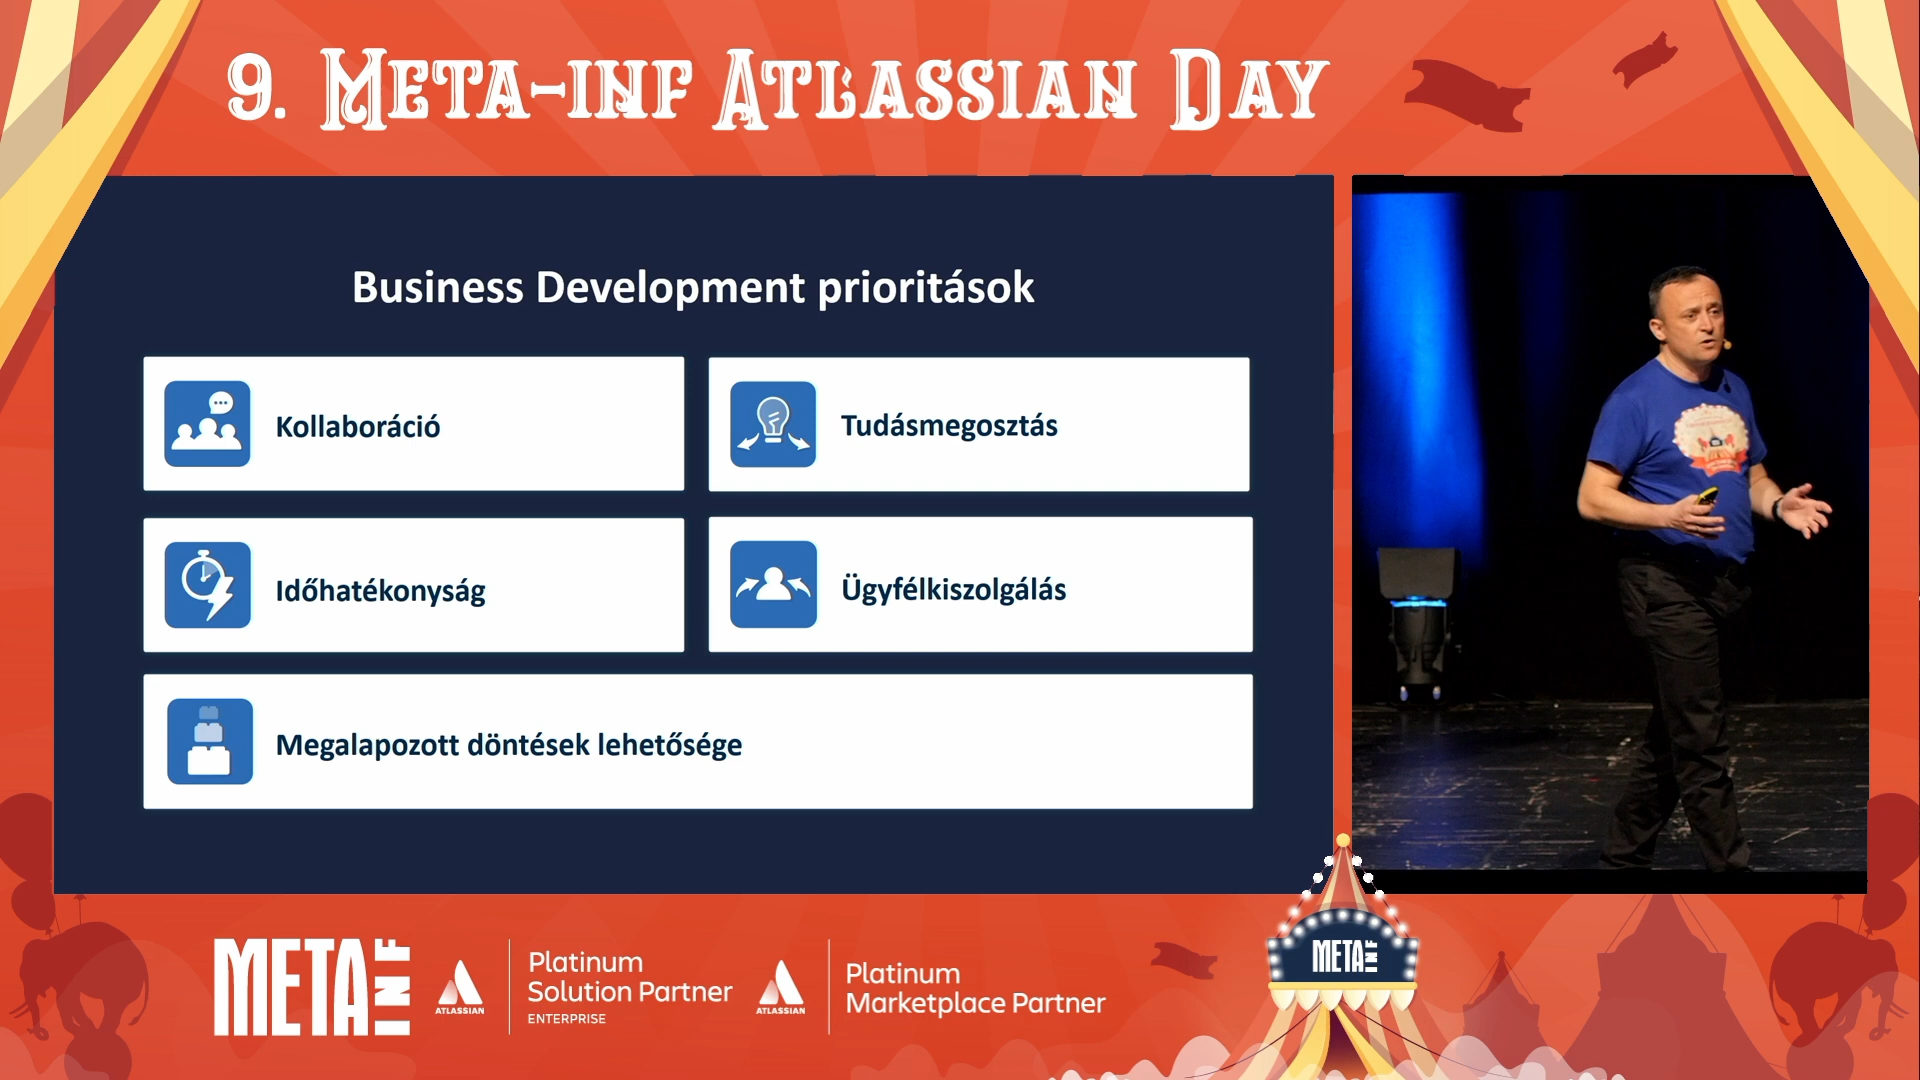 9. META-INF ATLASSIAN DAY
Business Development prioritások
Kollaboráció
Tudásmegosztás
Időhatékonyság
Ügyfélkiszolgálás
Megalapozott döntések lehetősége
META INF
ATLASSIAN
Platinum
Solution Partner
ENTERPRISE
ATLASSIAN
Platinum
Marketplace Partner
META INF